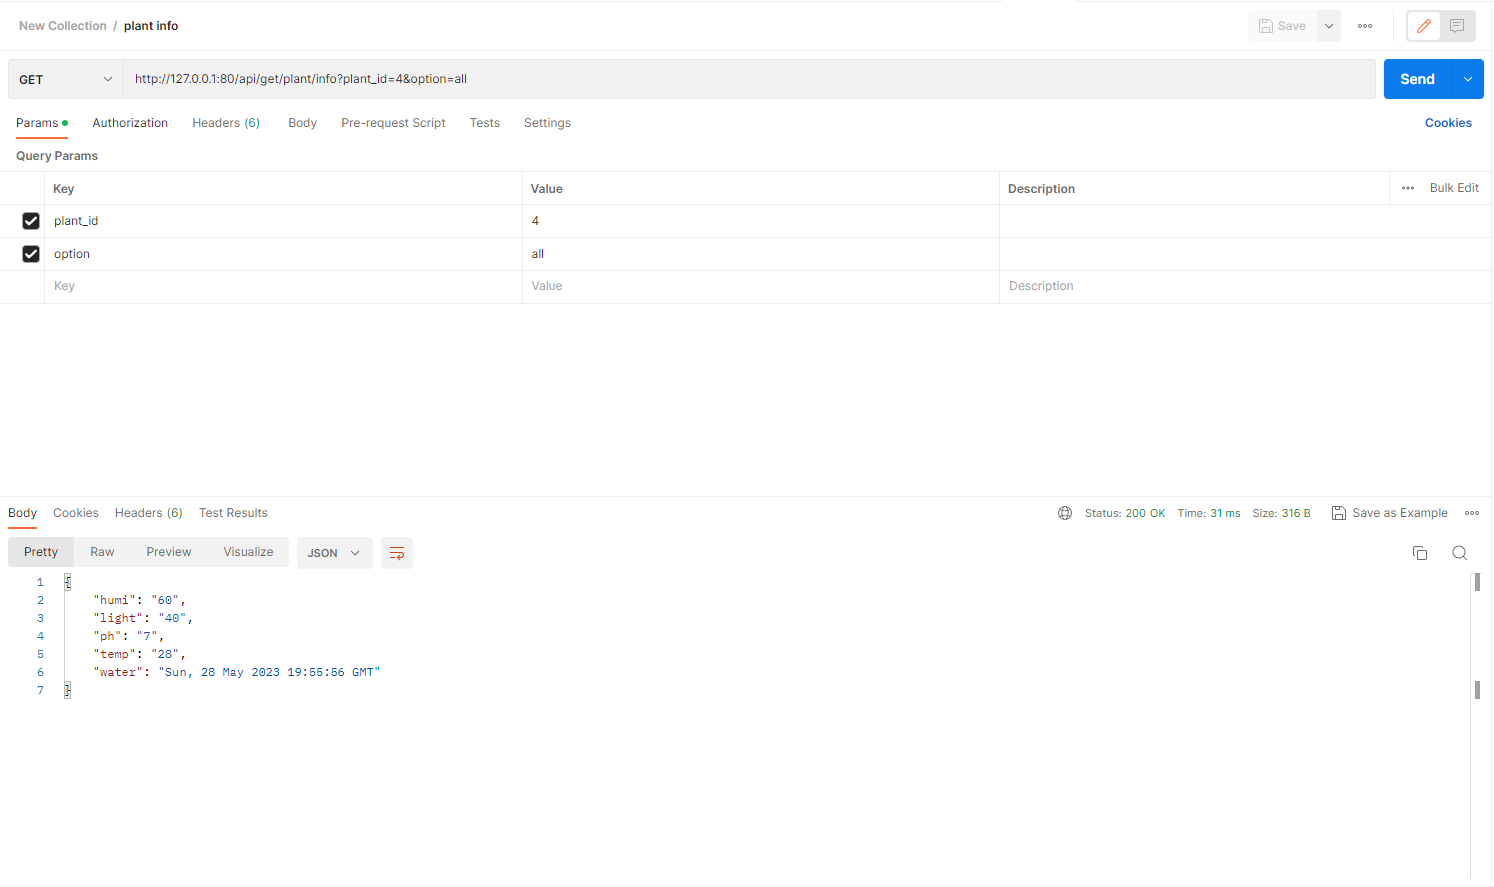 New Collection / plant info
Save
GET
http://127.0.0.1:80/api/get/plant/info?plant_id=4&option=all
Send
Params Authorization Headers (6) Body Pre-request Script Tests Settings Cookies
Query Params
Key Value Description Bulk Edit
plant_id 4
option all
Key Value Description
Body Cookies Headers (6) Test Results Status: 200 OK Time: 31 ms Size: 316 B Save as Example
Pretty Raw Preview Visualize JSON
1 {
2 "humi": "60",
3 "light": "40",
4 "ph": "7",
5 "temp": "28",
6 "water": "Sun, 28 May 2023 19:55:56 GMT"
7 }